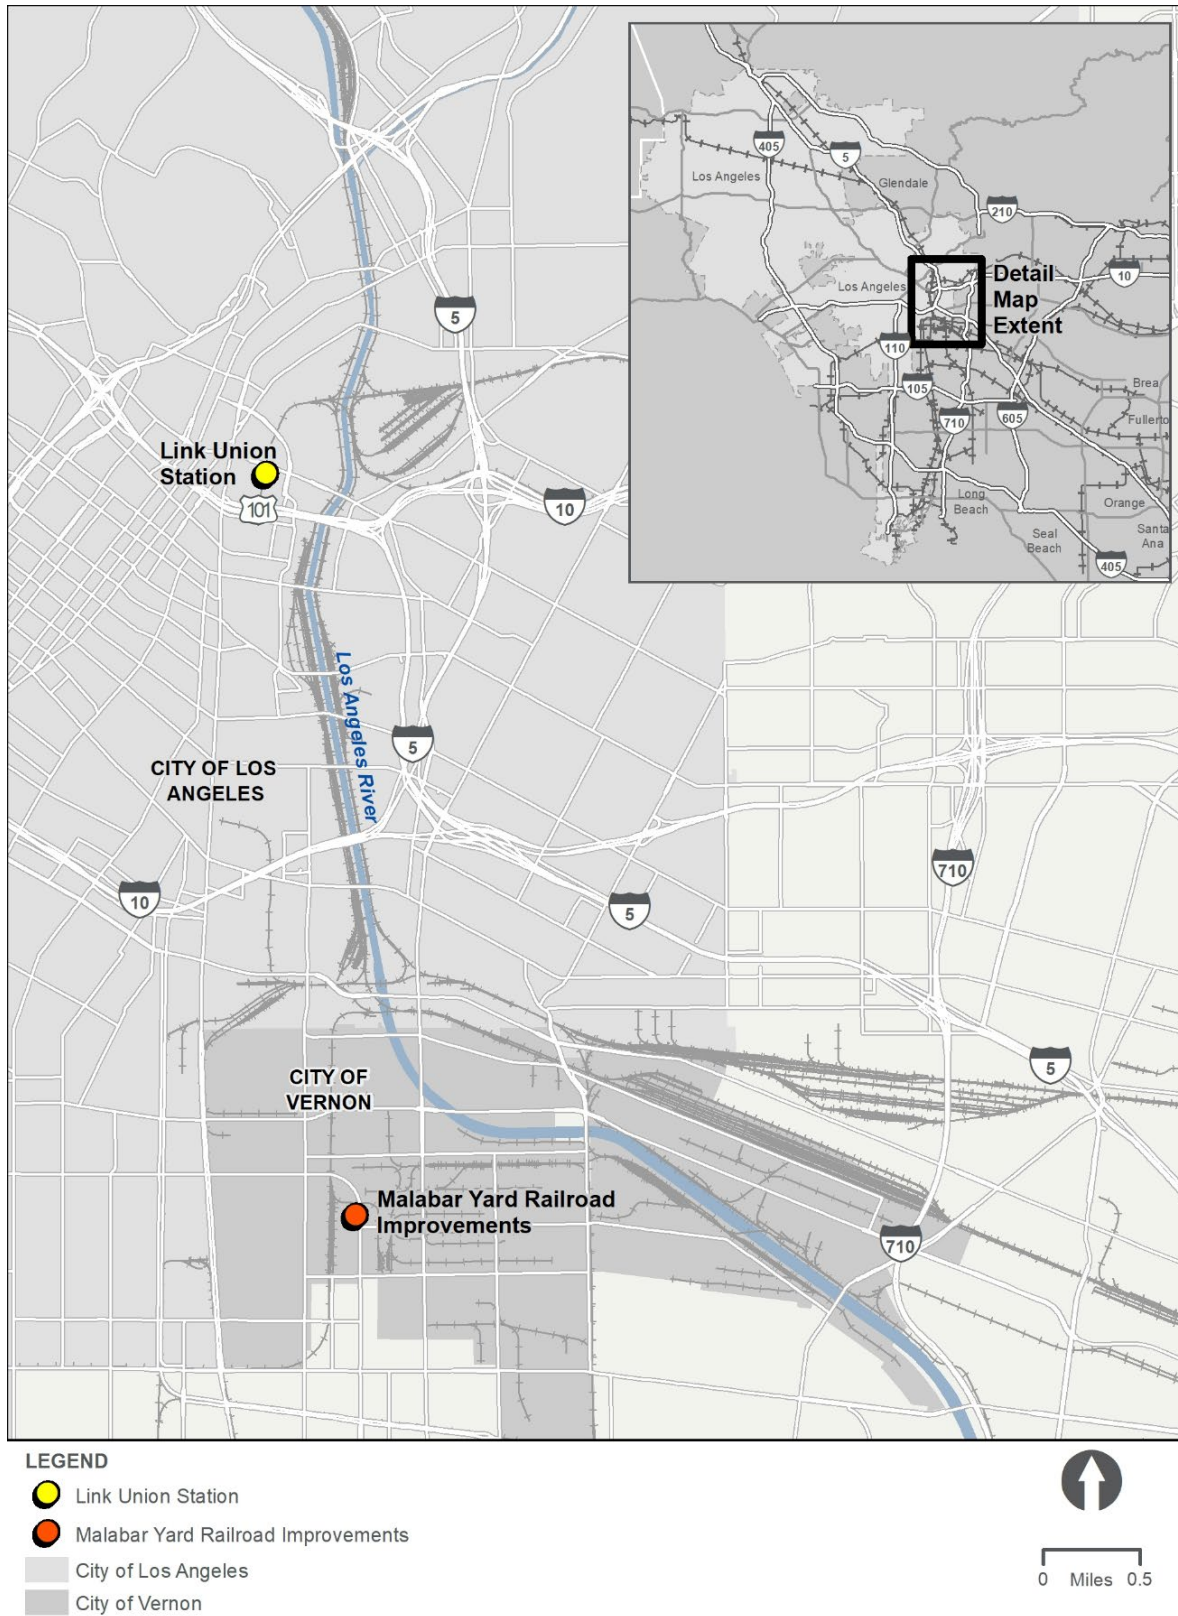 405
5
Los Angeles
Glendale
210
Los Angeles
10
Detail
Map
Extent
110
105
710
605
Brea
Fullerto
Long
Beach
Orange
Seal
Beach
Santa
Ana
405
5
Link Union
Station
101
10
Los Angeles River
5
CITY OF LOS
ANGELES
710
10
5
5
CITY OF
VERNON
Malabar Yard Railroad
Improvements
710
LEGEND
Link Union Station
Malabar Yard Railroad Improvements
City of Los Angeles
City of Vernon
0 Miles 0.5